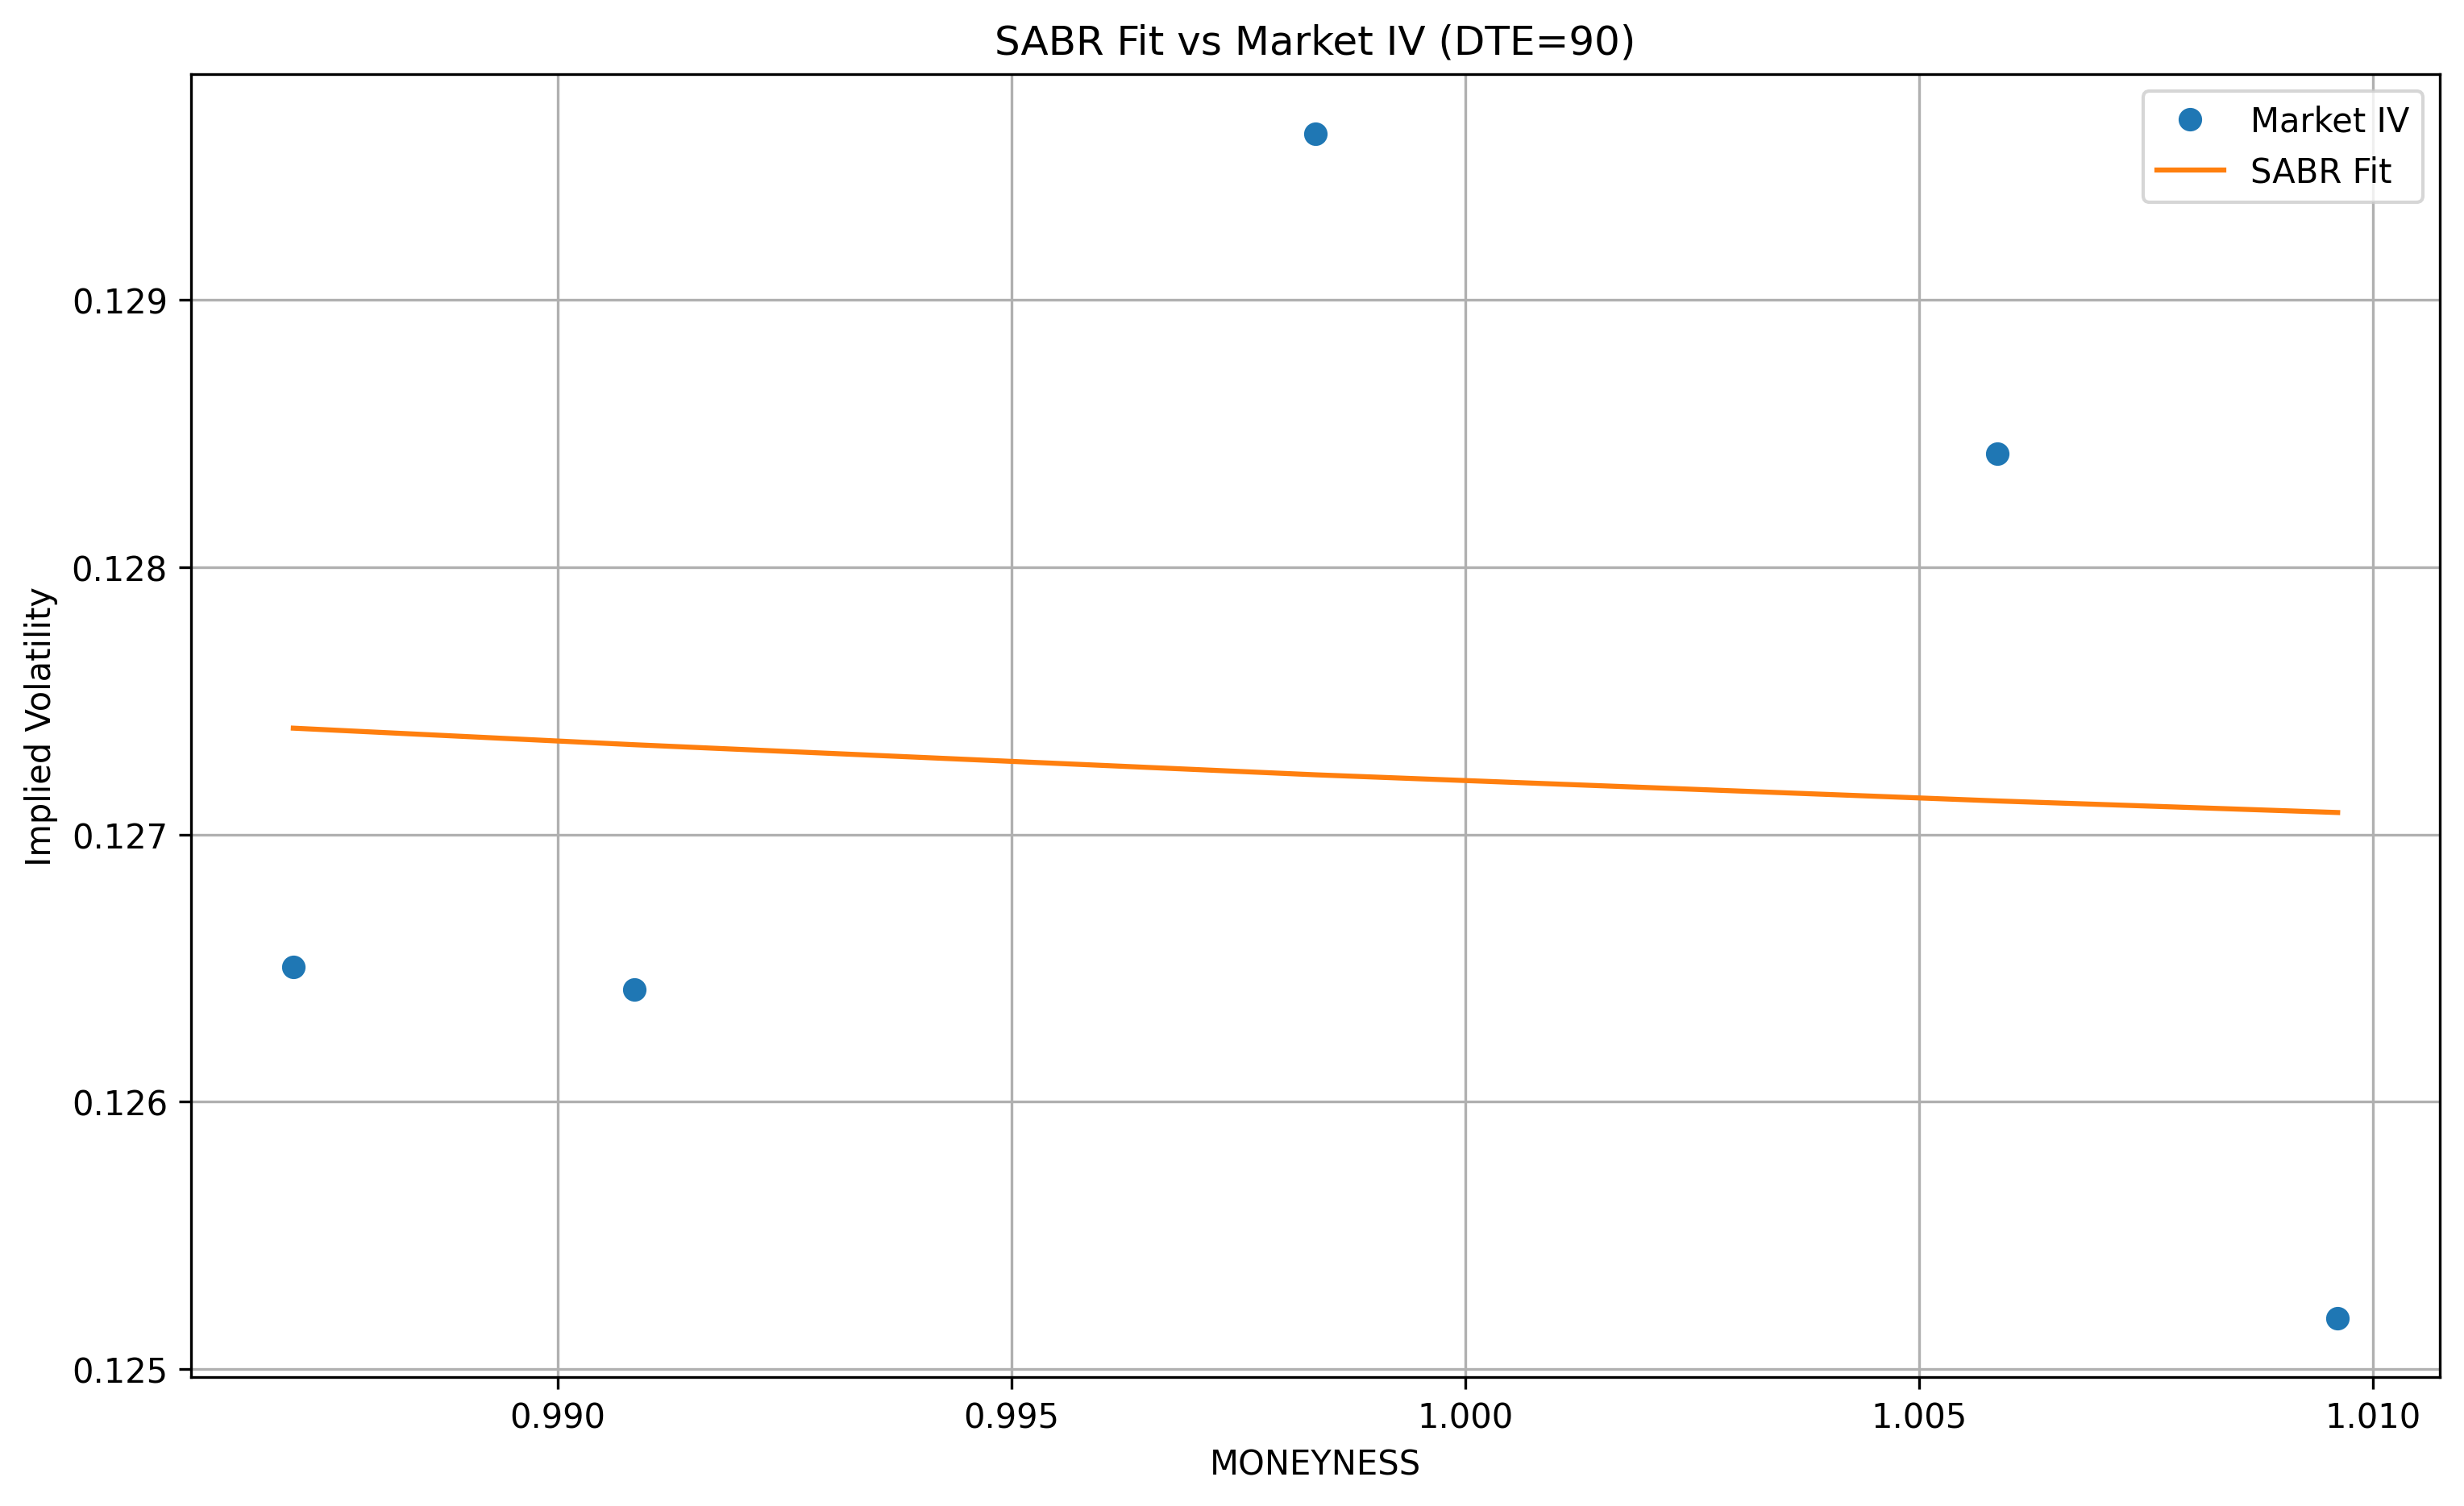 SABR Fit vs Market IV (DTE=90)
Market IV
SABR Fit
0.129
0.128
0.127
0.126
0.125
Implied Volatility
0.990
0.995
1.000
1.005
1.010
MONEYNESS